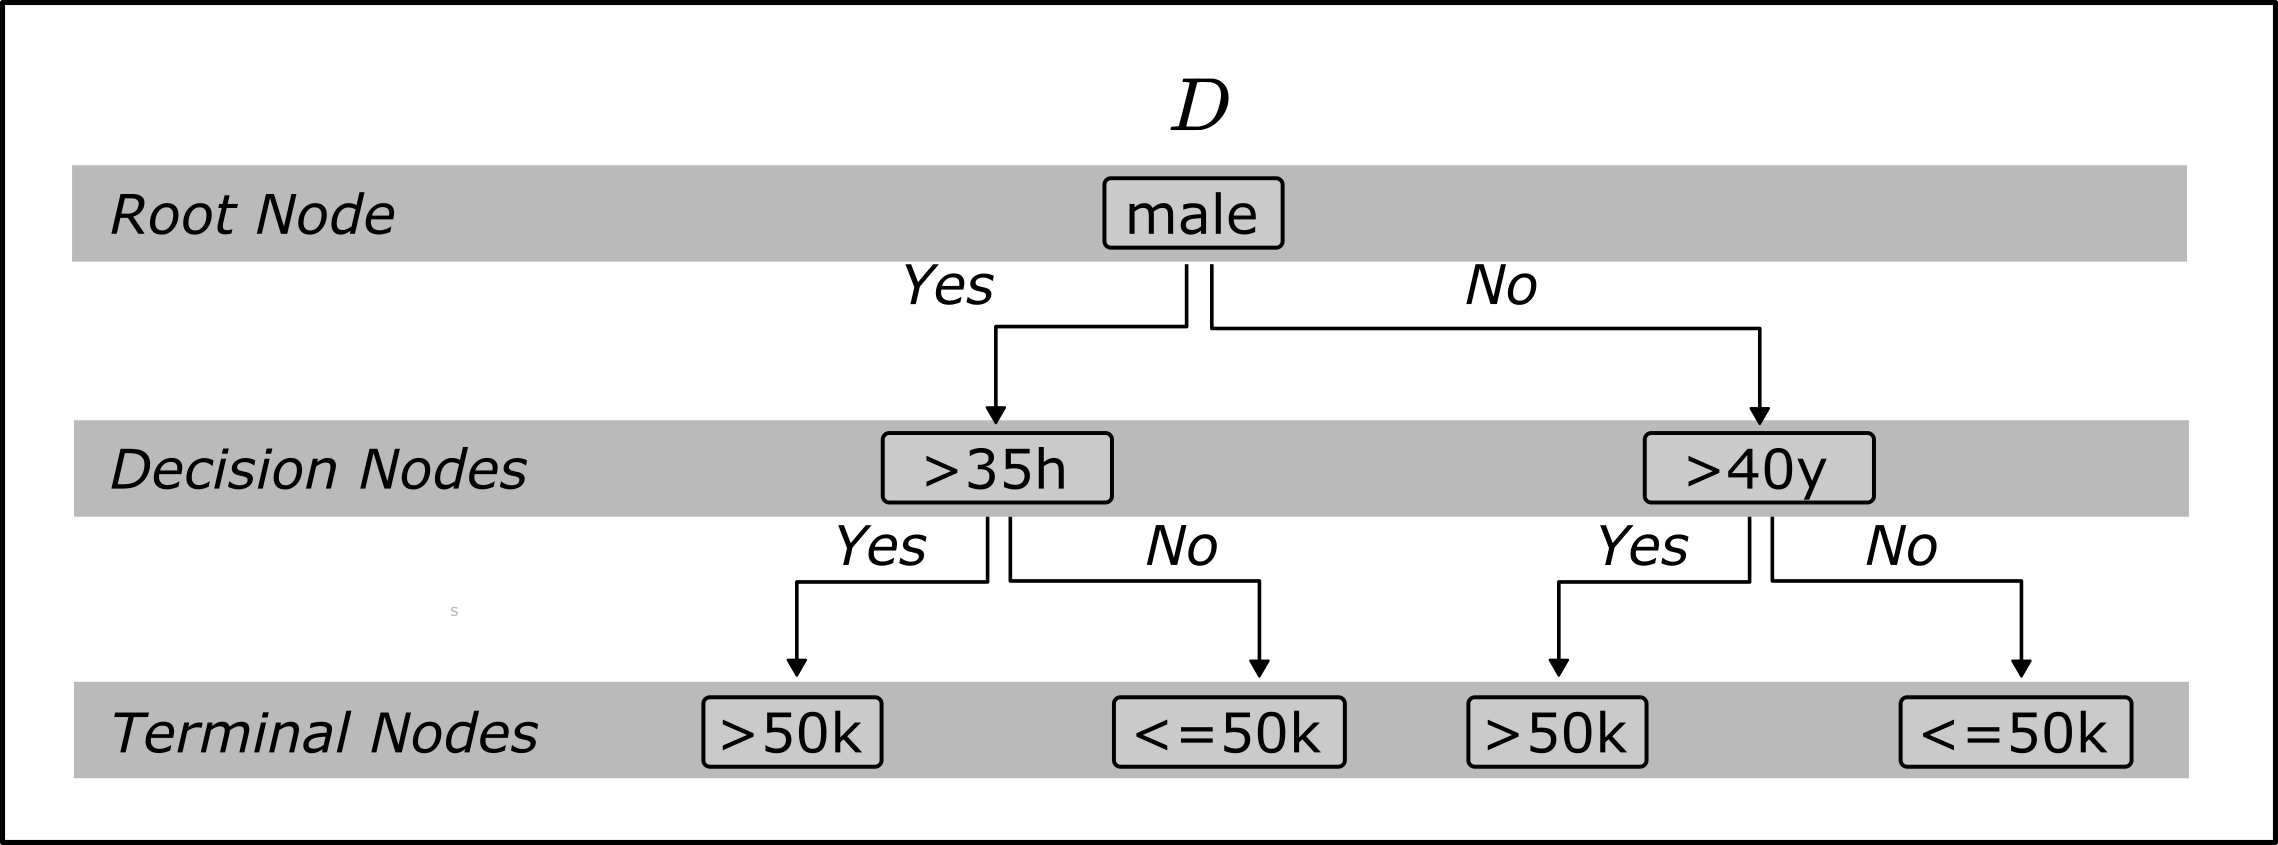 D
Root Node
male
Yes
No
Decision Nodes
>35h
>40y
Yes
No
Yes
No
s
Terminal Nodes
>50k
<=50k
>50k
<=50k